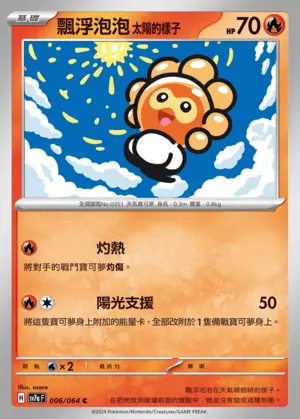 基礎
飄浮泡泡 太陽的樣子
HP 70
全國圖鑑No.0351 天氣寶可夢 身高:0.3m 體重:0.8kg
灼熱
將對手的戰鬥寶可夢灼傷。
陽光支援 50
將這隻寶可夢身上附加的能量卡,全部改附於1隻備戰寶可夢身上。
弱點 ×2 抵抗力 撤退
Illus. osare
H sv7a F 006/064 C
飄浮泡泡在天氣晴朗時的樣子。
©2024 Pokémon/Nintendo/Creatures/GAME FREAK.